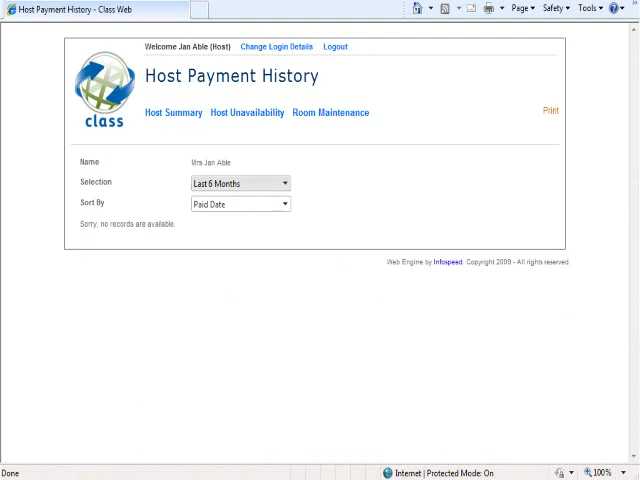 Host Payment History - Class Web
Page
Safety
Tools
Welcome Jan Able (Host) Change Login Details Logout
Host Payment History
class
Host Summary Host Unavailability Room Maintenance
Print
Name Mrs Jan Able
Selection Last 6 Months
Sort By Paid Date
Sorry, no records are available.
Web Engine by Infospeed. Copyright 2009 - All rights reserved.
Done
Internet | Protected Mode: On
100%